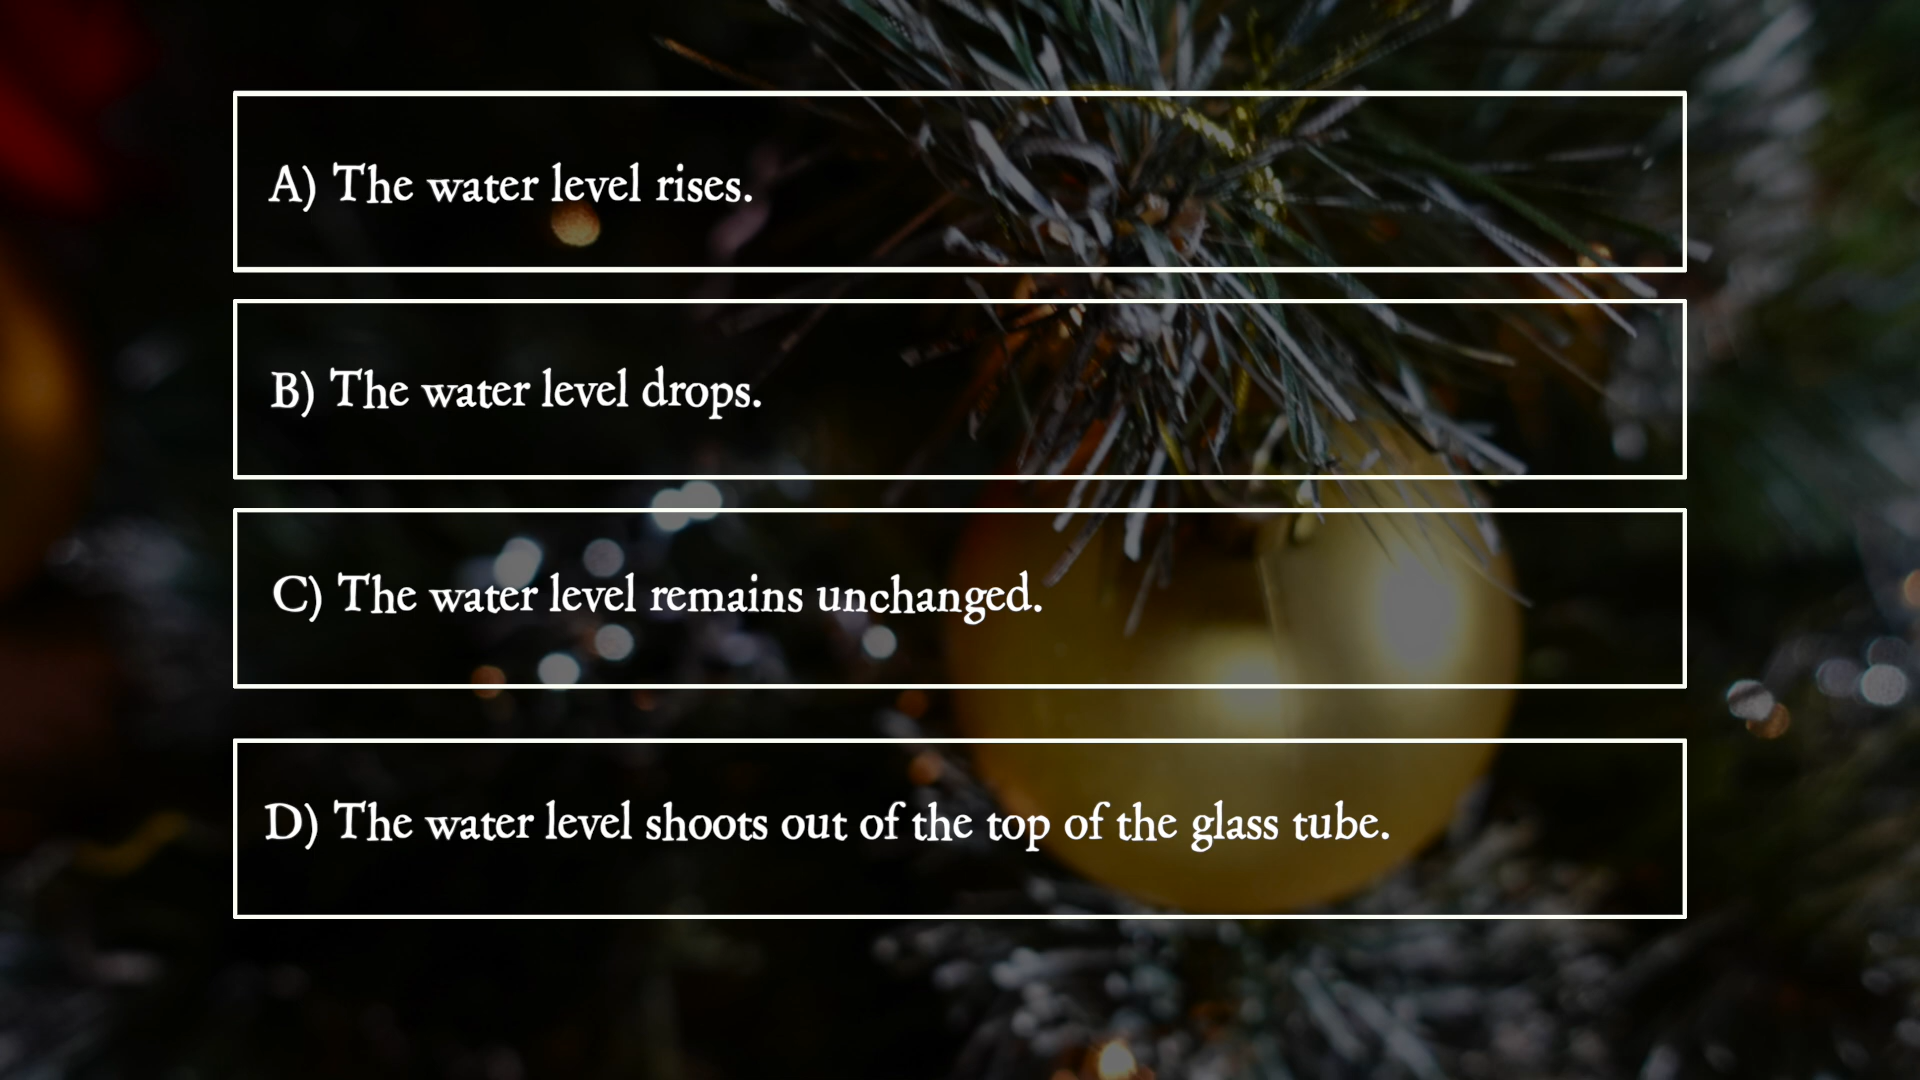 A) The water level rises.
B) The water level drops.
C) The water level remains unchanged.
D) The water level shoots out of the top of the glass tube.